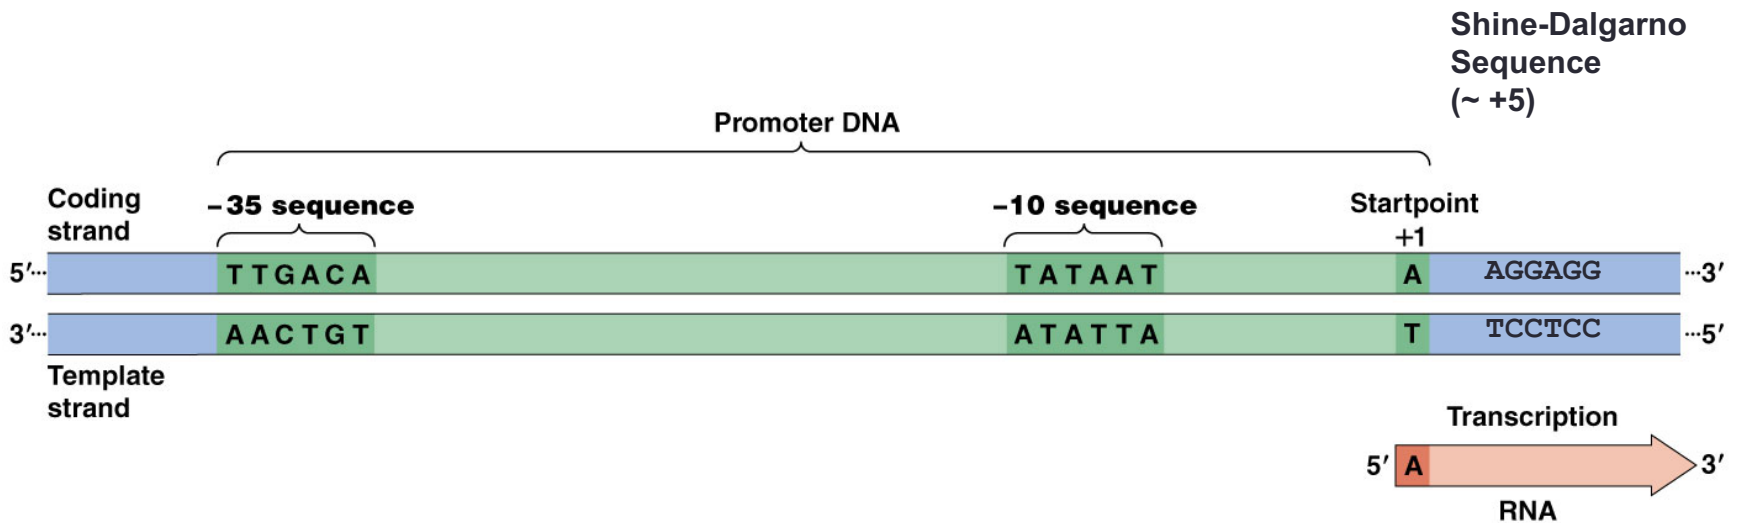 Shine-Dalgarno
Sequence
(~ +5)
Promoter DNA
Coding
strand
–35 sequence
–10 sequence
Startpoint
+1
5′··· TTGACA TATAAT A AGGAGG ···3′
3′··· AACTGT ATATTA T TCCTCC ···5′
Template
strand
Transcription
5′ A 3′
RNA